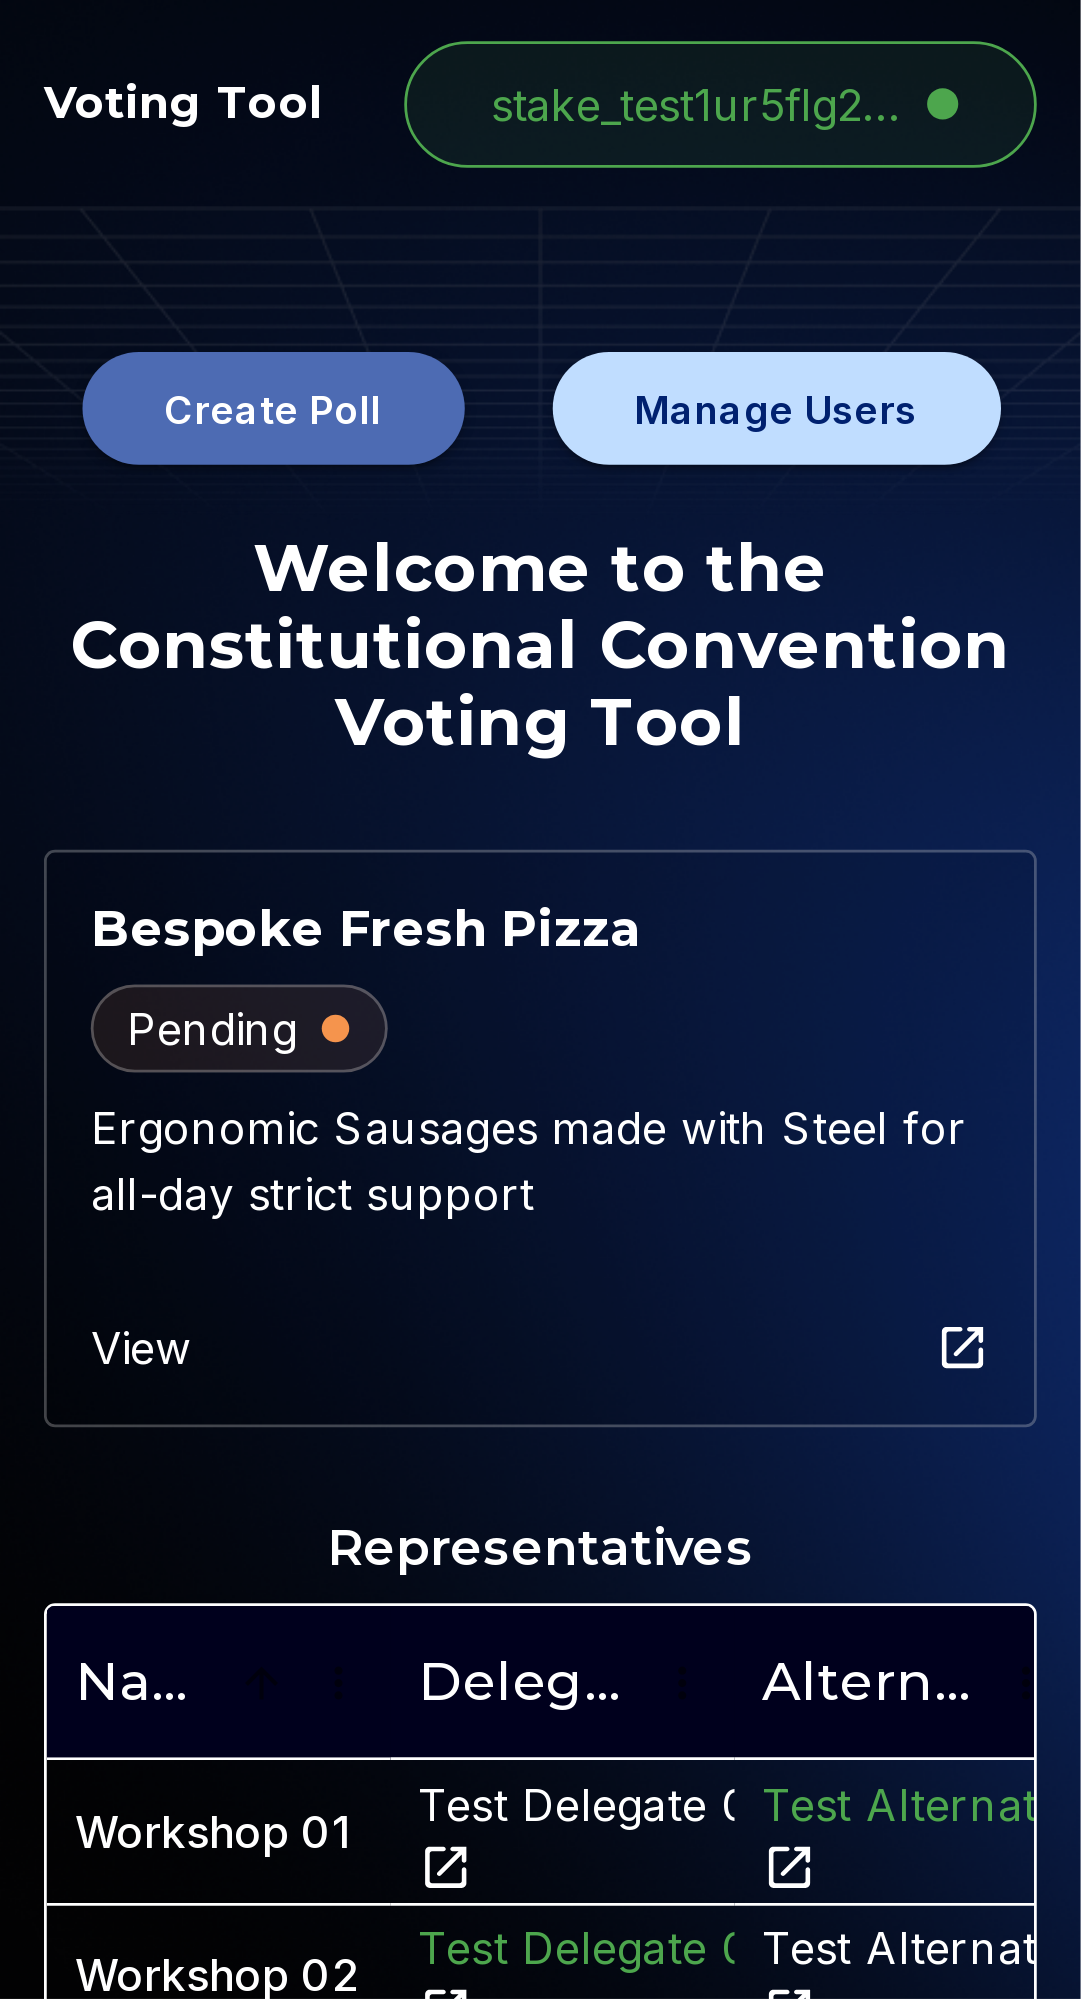 Voting Tool
stake_test1ur5flg2...
Create Poll
Manage Users
Welcome to the
Constitutional Convention
Voting Tool
Bespoke Fresh Pizza
Pending
Ergonomic Sausages made with Steel for
all-day strict support
View
Representatives
Na... Deleg... Altern...
Workshop 01 Test Delegate Test Alternat
Workshop 02 Test Delegate Test Alternat